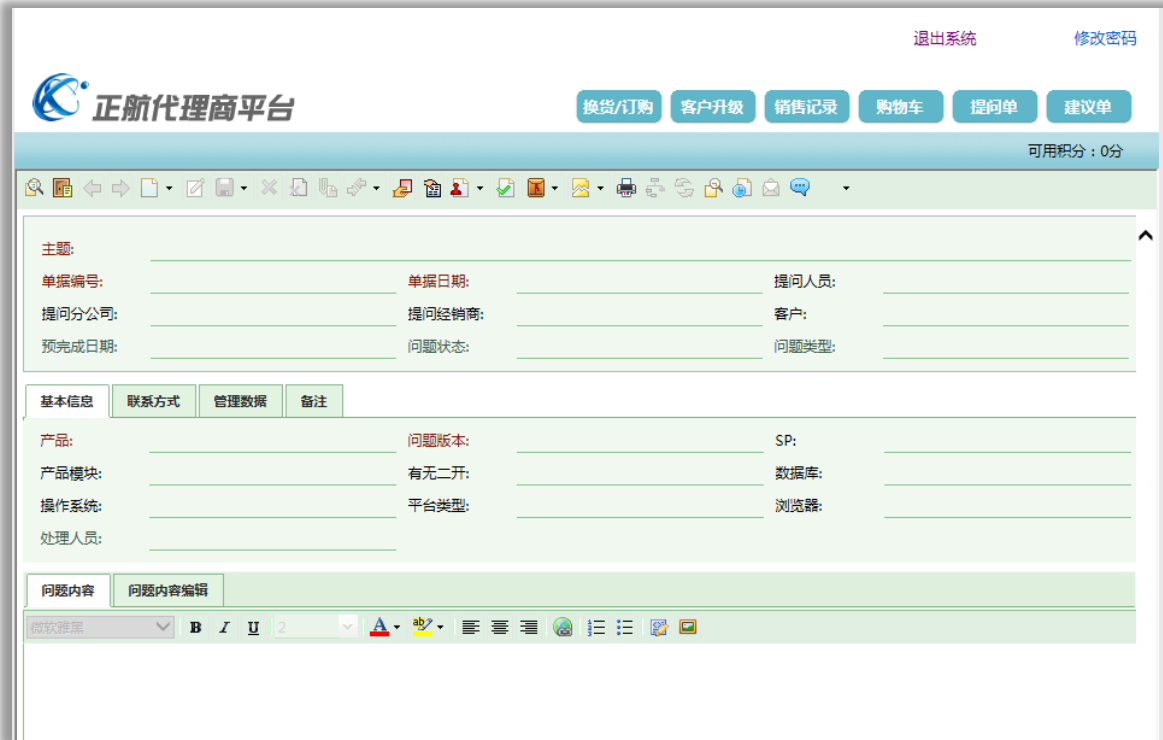 退出系统 修改密码
正航代理商平台
换货/订购 客户升级 销售记录 购物车 提问单 建议单
可用积分：0分
主题:
单据编号: 单据日期: 提问人员:
提问分公司: 提问经销商: 客户:
预完成日期: 问题状态: 问题类型:
基本信息 联系方式 管理数据 备注
产品: 问题版本: SP:
产品模块: 有无二开: 数据库:
操作系统: 平台类型: 浏览器:
处理人员:
问题内容 问题内容编辑
微软雅黑 B I U 2 A ab